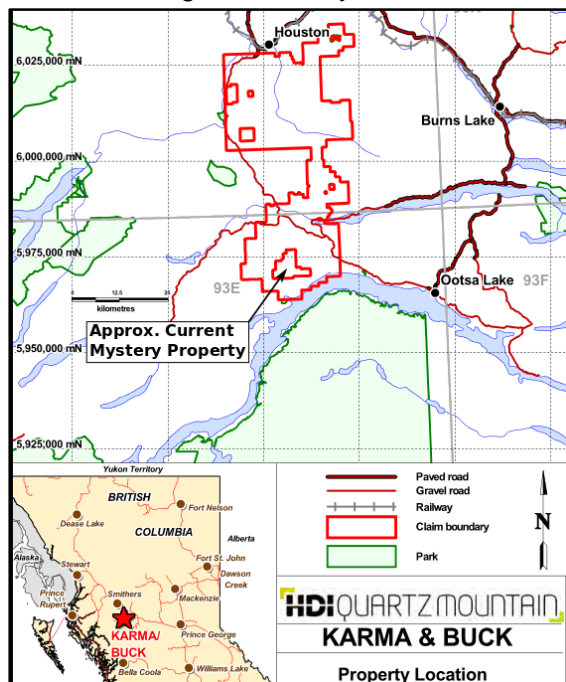 Houston
6,025,000 mN
Burns Lake
6,000,000 mN
5,975,000 mN
93E
Ootsa Lake
93F
0 12.5 25
kilometres
Approx. Current
Mystery Property
5,950,000 mN
5,925,000 mN
Yukon Territory
BRITISH
COLUMBIA
Fort Nelson
Dease Lake
Alberta
Alaska
Stewart
Fort St. John
Dawson
Creek
Smithers
Mackenzie
Prince
Rupert
KARMA/
BUCK
Prince George
Bella Coola
Williams Lake
Paved road
Gravel road
Railway
Claim boundary
Park
N
HDI QUARTZ MOUNTAIN
KARMA & BUCK
Property Location